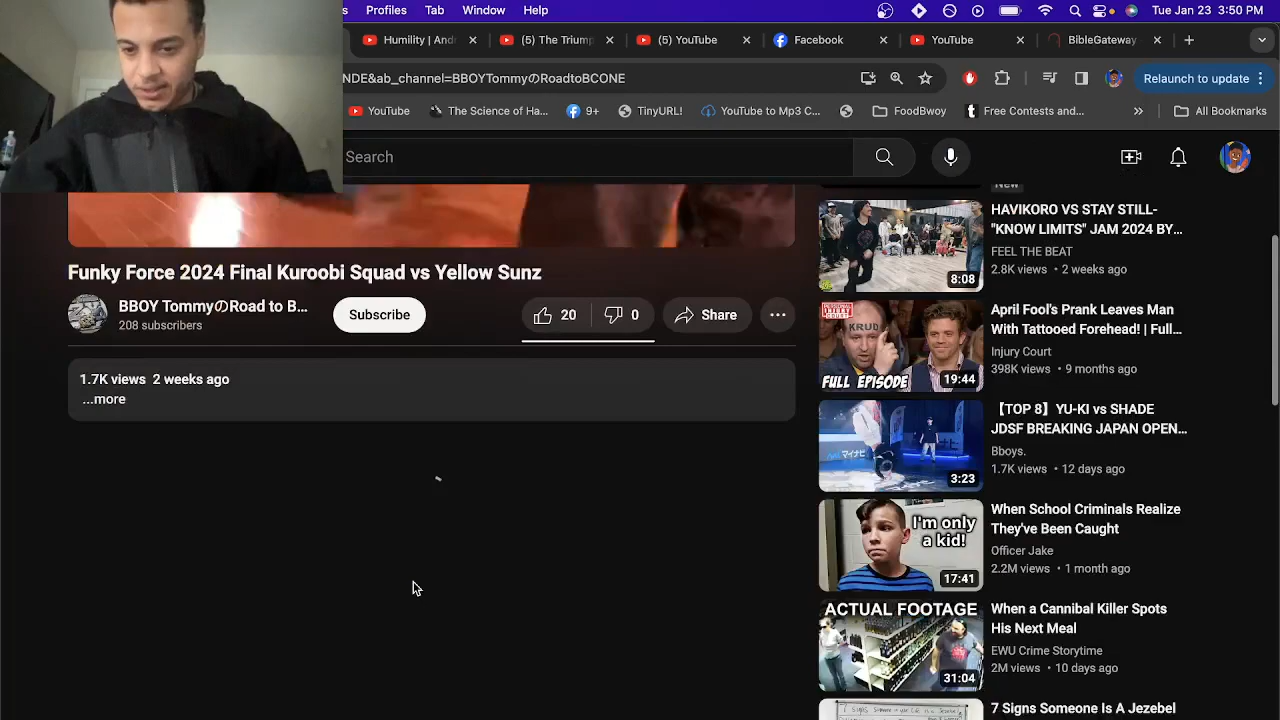 s Profiles Tab Window Help Tue Jan 23 3:50 PM
Humility | And (5) The Trump (5) YouTube Facebook YouTube BibleGateway
NDE&ab_channel=BBOYTommyのRoadtoBCONE Relaunch to update
YouTube The Science of Ha... 9+ TinyURL! YouTube to Mp3 C... FoodBwoy Free Contests and... All Bookmarks
Search
Funky Force 2024 Final Kuroobi Squad vs Yellow Sunz
BBOY TommyのRoad to B...
208 subscribers
Subscribe
20 0 Share
1.7K views 2 weeks ago
...more
New
8:08
HAVIKORO VS STAY STILL-
"KNOW LIMITS" JAM 2024 BY...
FEEL THE BEAT
2.8K views • 2 weeks ago
KRUD
FULL EPISODE 19:44
April Fool's Prank Leaves Man
With Tattooed Forehead! | Full...
Injury Court
398K views • 9 months ago
マイナビ
3:23
【TOP 8】YU-KI vs SHADE
JDSF BREAKING JAPAN OPEN...
Bboys.
1.7K views • 12 days ago
I'm only
a kid!
17:41
When School Criminals Realize
They've Been Caught
Officer Jake
2.2M views • 1 month ago
ACTUAL FOOTAGE
31:04
When a Cannibal Killer Spots
His Next Meal
EWU Crime Storytime
2M views • 10 days ago
7 Signs Someone Is A Jezebel